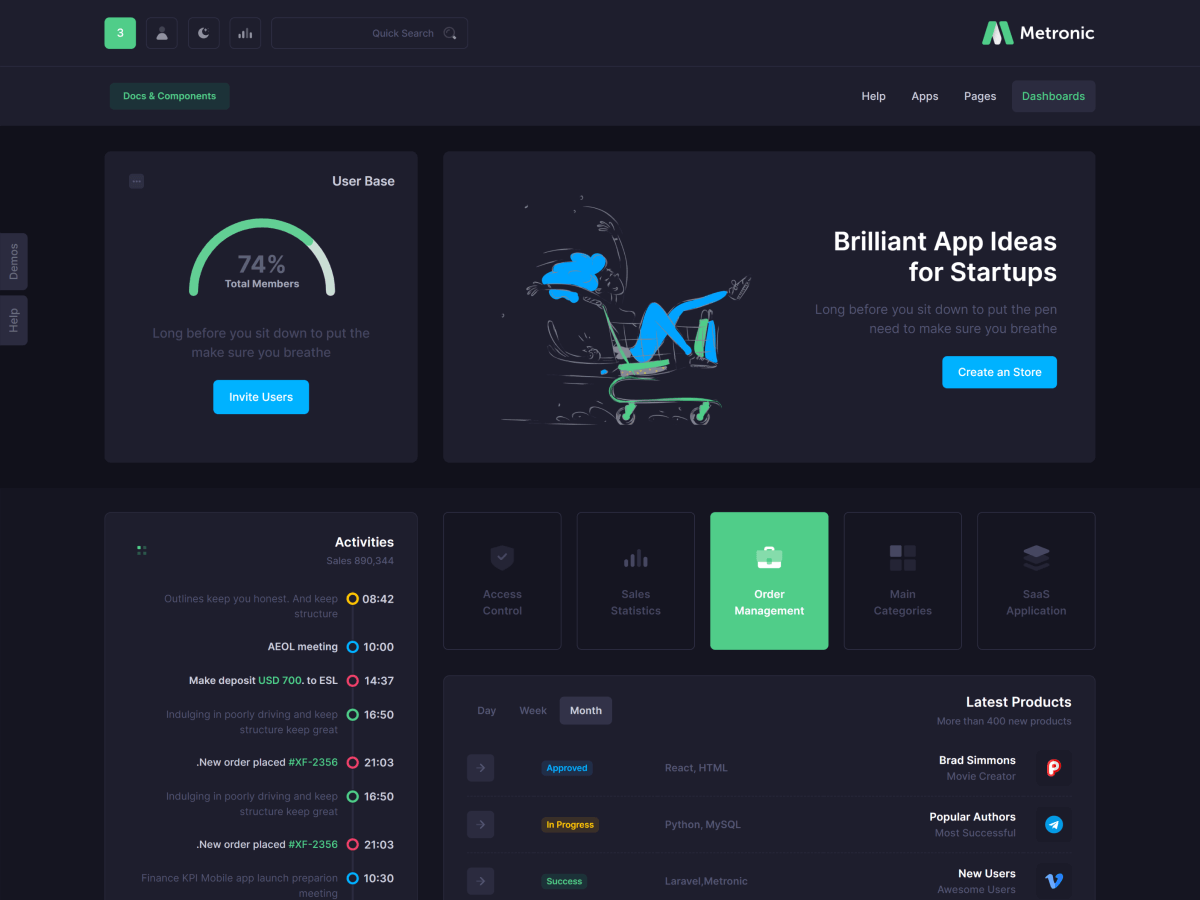 3
Quick Search
Metronic
Docs & Components
Help
Apps
Pages
Dashboards
Demos
Help
User Base
74%
Total Members
Long before you sit down to put the
make sure you breathe
Invite Users
Brilliant App Ideas
for Startups
Long before you sit down to put the pen
need to make sure you breathe
Create an Store
Activities
Sales 890,344
Outlines keep you honest. And keep
structure
08:42
AEOL meeting
10:00
Make deposit USD 700. to ESL
14:37
Indulging in poorly driving and keep
structure keep great
16:50
.New order placed #XF-2356
21:03
Indulging in poorly driving and keep
structure keep great
16:50
.New order placed #XF-2356
21:03
Finance KPI Mobile app launch preparion
meeting
10:30
Access
Control
Sales
Statistics
Order
Management
Main
Categories
SaaS
Application
Day
Week
Month
Latest Products
More than 400 new products
Approved
React, HTML
Brad Simmons
Movie Creator
In Progress
Python, MySQL
Popular Authors
Most Successful
Success
Laravel,Metronic
New Users
Awesome Users